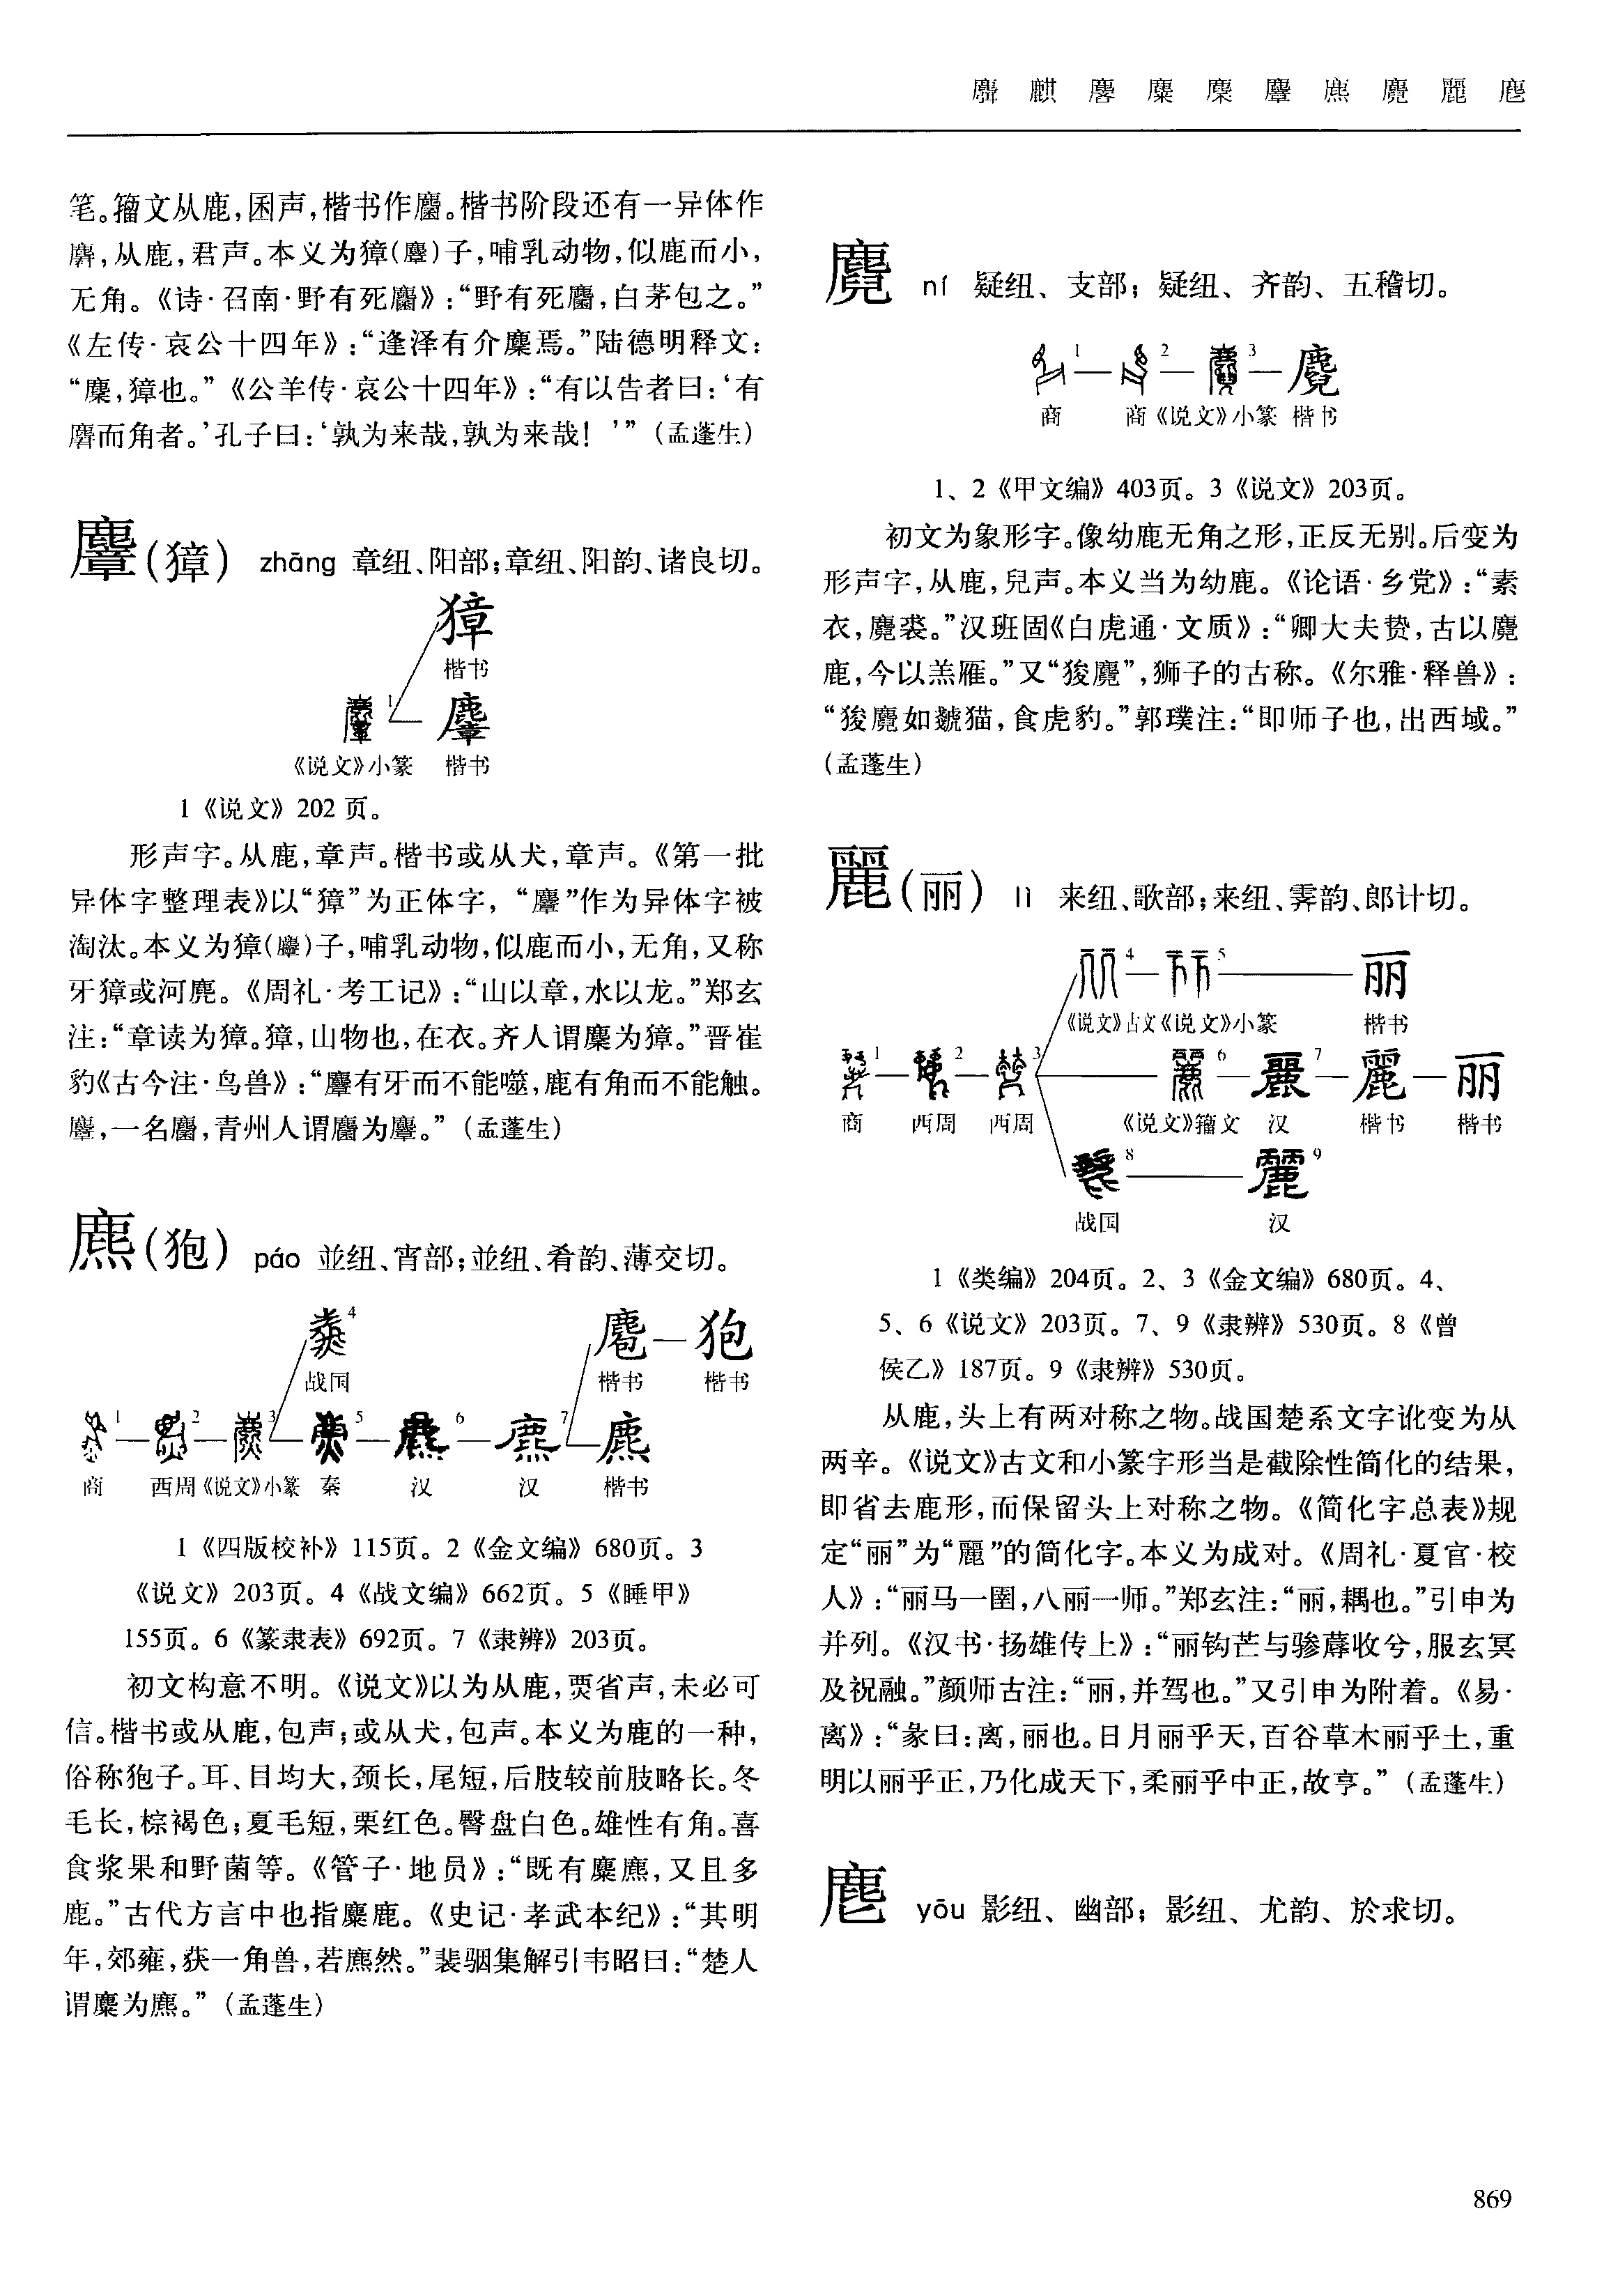 麟 麒 麐 麋 麇 麞 麃 麑 麗 麀
笔。籀文从鹿,囷声,楷书作麕。楷书阶段还有一异体作
麏,从鹿,君声。本义为獐(麞)子,哺乳动物,似鹿而小,
无角。《诗·召南·野有死麕》:“野有死麕,白茅包之。”
《左传·哀公十四年》:“逢泽有介麇焉。”陆德明释文:
“麇,獐也。”《公羊传·哀公十四年》:“有以告者曰:‘有
麏而角者。’孔子曰:‘孰为来哉,孰为来哉!’”(孟蓬生)
麞(獐) zhāng 章纽、阳部;章纽、阳韵、诸良切。
獐
楷书
1 麞
《说文》小篆 楷书
1《说文》202 页。
形声字。从鹿,章声。楷书或从犬,章声。《第一批
异体字整理表》以“獐”为正体字,“麞”作为异体字被
淘汰。本义为獐(麞)子,哺乳动物,似鹿而小,无角,又称
牙獐或河麂。《周礼·考工记》:“山以章,水以龙。”郑玄
注:“章读为獐。獐,山物也,在衣。齐人谓麇为獐。”晋崔
豹《古今注·鸟兽》:“麞有牙而不能噬,鹿有角而不能触。
麞,一名麕,青州人谓麕为麞。”(孟蓬生)
麃(狍) páo 並纽、宵部;並纽、肴韵、薄交切。
4 麅 狍
战国 楷书 楷书
1 2 3 5 6 7 麃
商 西周《说文》小篆 秦 汉 汉 楷书
1《四版校补》115页。2《金文编》680页。3
《说文》203页。4《战文编》662页。5《睡甲》
155页。6《篆隶表》692页。7《隶辨》203页。
初文构意不明。《说文》以为从鹿,票省声,未必可
信。楷书或从鹿,包声;或从犬,包声。本义为鹿的一种,
俗称狍子。耳、目均大,颈长,尾短,后肢较前肢略长。冬
毛长,棕褐色;夏毛短,栗红色。臀盘白色。雄性有角。喜
食浆果和野菌等。《管子·地员》:“既有麋麃,又且多
鹿。”古代方言中也指麋鹿。《史记·孝武本纪》:“其明
年,郊雍,获一角兽,若麃然。”裴骃集解引韦昭曰:“楚人
谓麋为麃。”(孟蓬生)
麑 ní 疑纽、支部;疑纽、齐韵、五稽切。
1 2 3 麑
商 商《说文》小篆 楷书
1、2《甲文编》403页。3《说文》203页。
初文为象形字。像幼鹿无角之形,正反无别。后变为
形声字,从鹿,兒声。本义当为幼鹿。《论语·乡党》:“素
衣,麑裘。”汉班固《白虎通·文质》:“卿大夫贽,古以麑
鹿,今以羔雁。”又“狻麑”,狮子的古称。《尔雅·释兽》:
“狻麑如虦猫,食虎豹。”郭璞注:“即师子也,出西域。”
(孟蓬生)
麗(丽) lì 来纽、歌部;来纽、霁韵、郎计切。
4 5 丽
《说文》古文《说文》小篆 楷书
1 2 3 6 7 麗 丽
商 西周 西周 《说文》籀文 汉 楷书 楷书
8 9
战国 汉
1《类编》204页。2、3《金文编》680页。4、
5、6《说文》203页。7、9《隶辨》530页。8《曾
侯乙》187页。9《隶辨》530页。
从鹿,头上有两对称之物。战国楚系文字讹变为从
两辛。《说文》古文和小篆字形当是截除性简化的结果,
即省去鹿形,而保留头上对称之物。《简化字总表》规
定“丽”为“麗”的简化字。本义为成对。《周礼·夏官·校
人》:“丽马一圉,八丽一师。”郑玄注:“丽,耦也。”引申为
并列。《汉书·扬雄传上》:“丽钩芒与骖蓐收兮,服玄冥
及祝融。”颜师古注:“丽,并驾也。”又引申为附着。《易·
离》:“彖曰:离,丽也。日月丽乎天,百谷草木丽乎土,重
明以丽乎正,乃化成天下,柔丽乎中正,故亨。”(孟蓬生)
麀 yōu 影纽、幽部;影纽、尤韵、於求切。
869